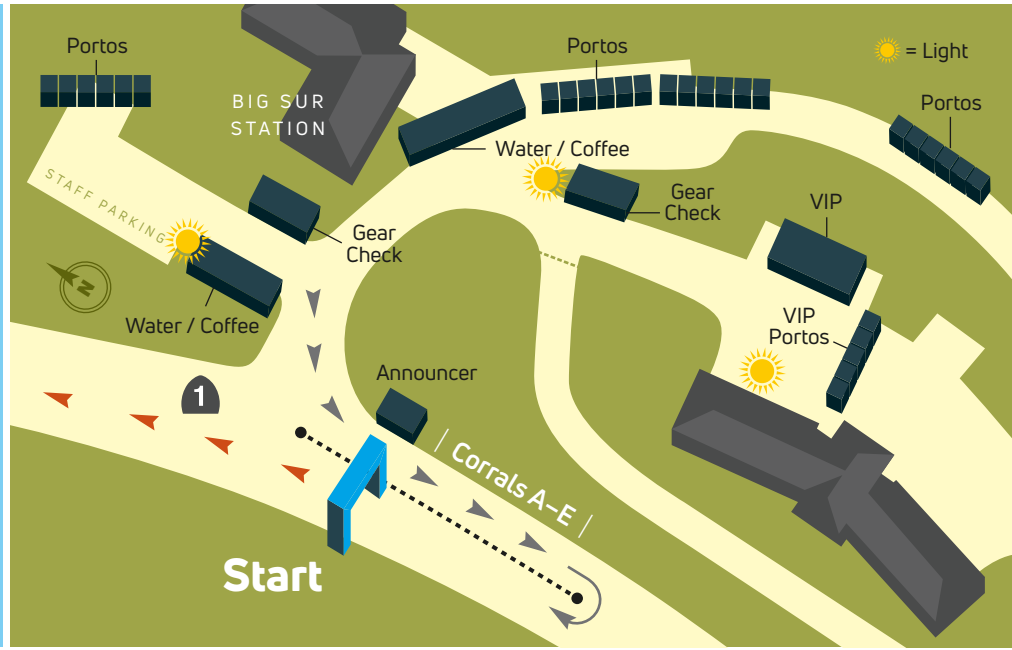 Portos
Portos
= Light
BIG SUR
STATION
Portos
Water / Coffee
STAFF PARKING
Gear
Check
VIP
Gear
Check
N
Water / Coffee
VIP
Portos
Announcer
1
Corrals A–E
Start